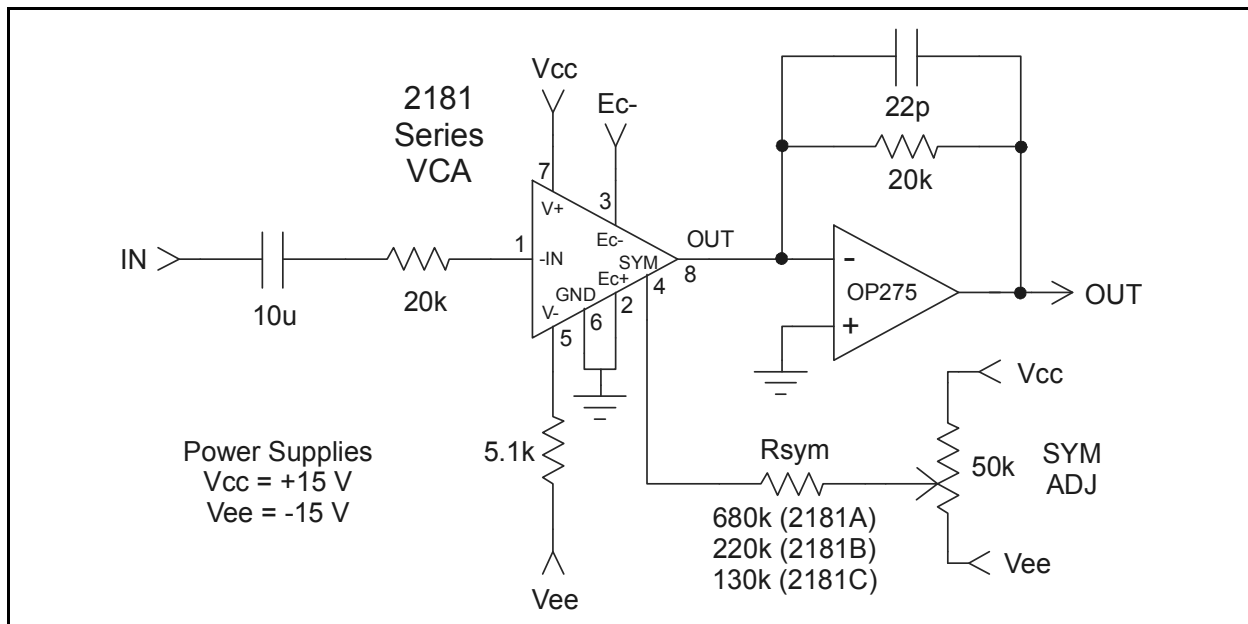 2181
Series
VCA
Vcc
Ec-
7
3
V+
Ec-
1
-IN
SYM
OUT
8
4
Ec+
2
GND
6
V-
5
IN
10u
20k
22p
20k
-
OP275
+
OUT
5.1k
Vee
Power Supplies
Vcc = +15 V
Vee = -15 V
Rsym
680k (2181A)
220k (2181B)
130k (2181C)
Vcc
50k
SYM
ADJ
Vee